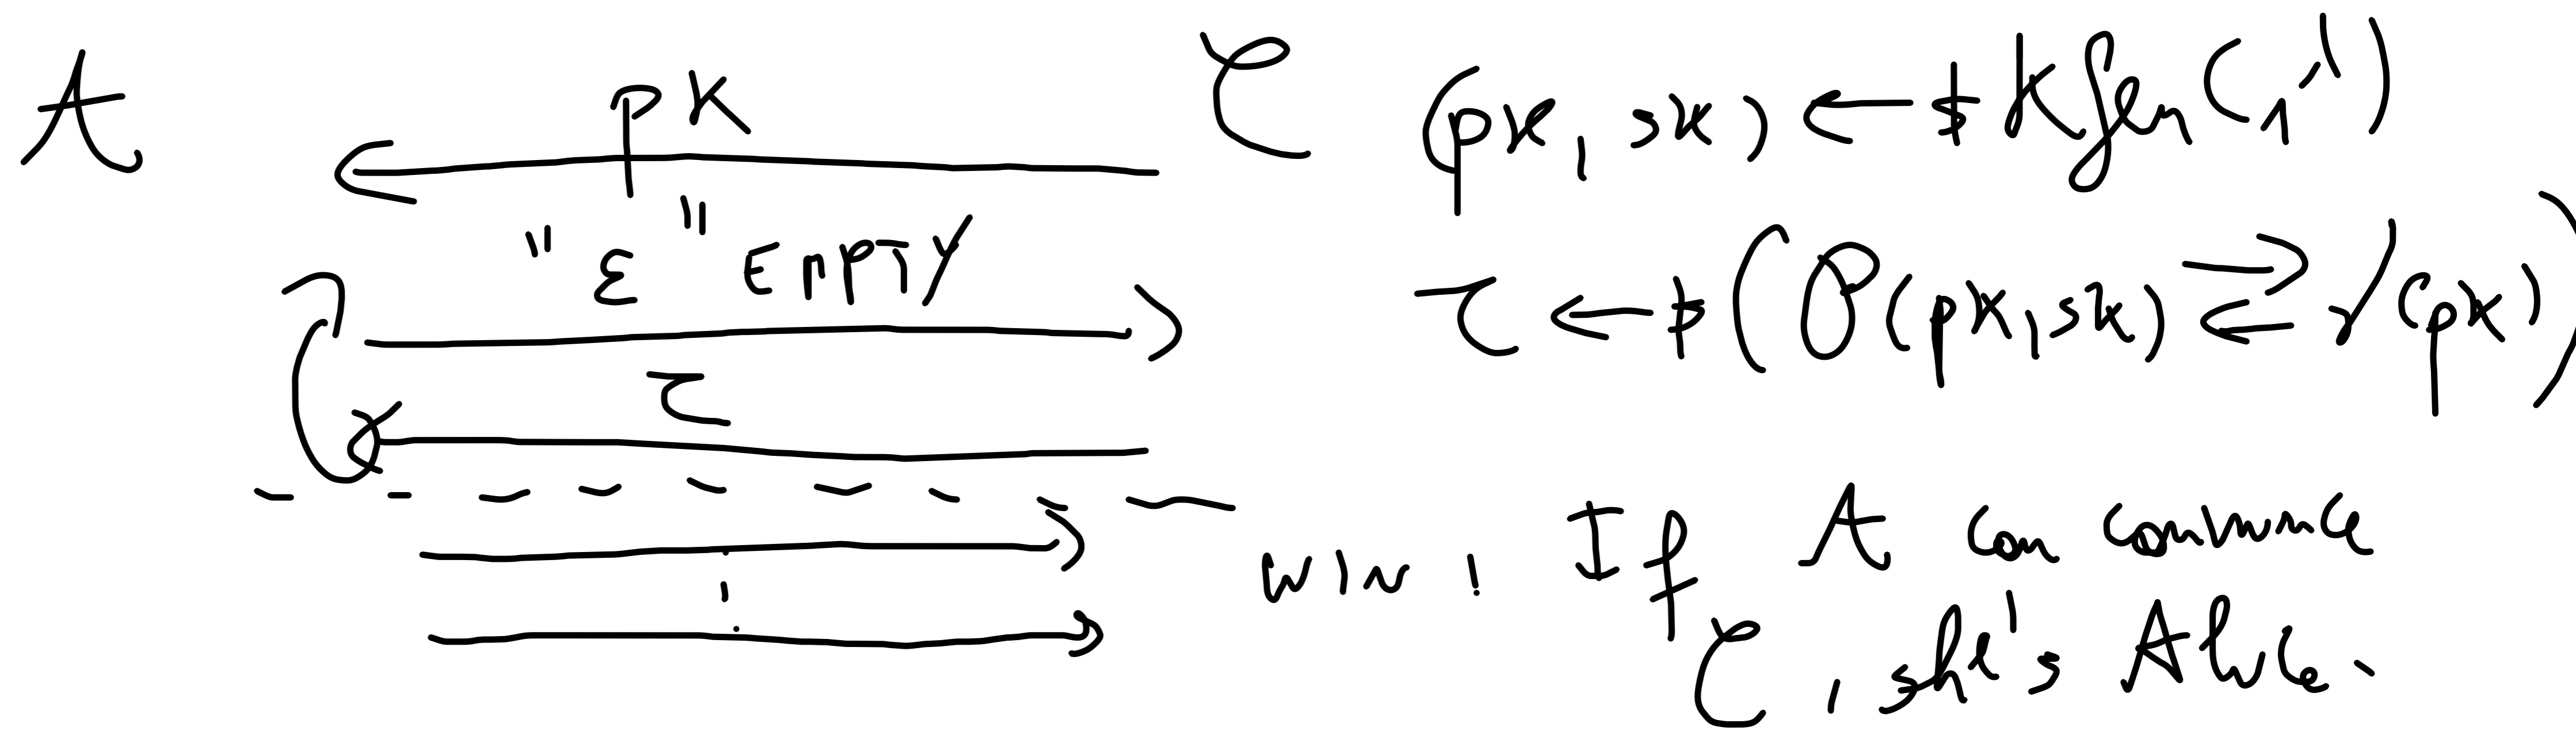 A pk C (pk, sk) ←$ KGen(1^λ)
"ε" EMPTY τ ←$ (P(pk, sk) ⇄ V(pk))
τ
WIN: If A can convince
C, she's Alice.